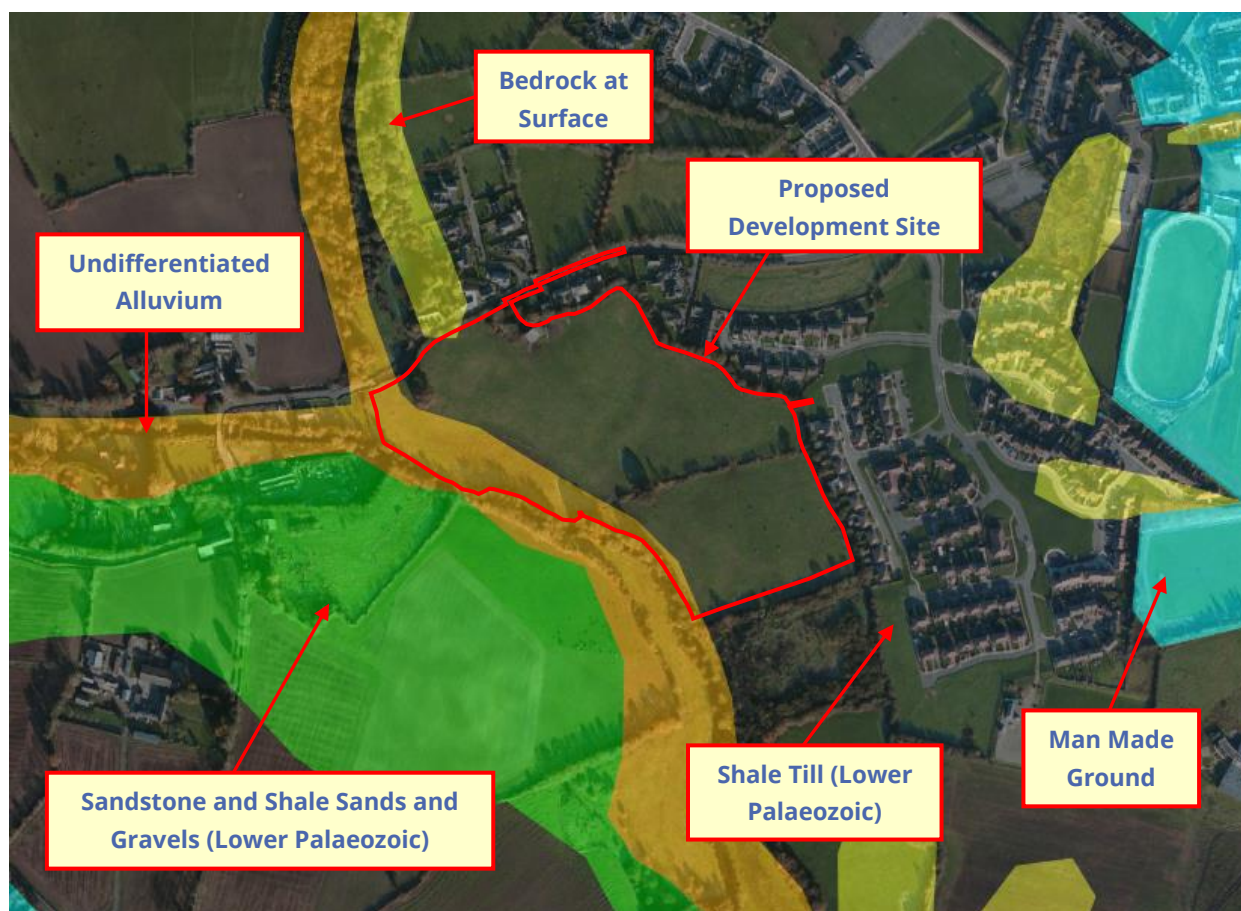 Bedrock at
Surface
Proposed
Development Site
Undifferentiated
Alluvium
Sandstone and Shale Sands and
Gravels (Lower Palaeozoic)
Shale Till (Lower
Palaeozoic)
Man Made
Ground